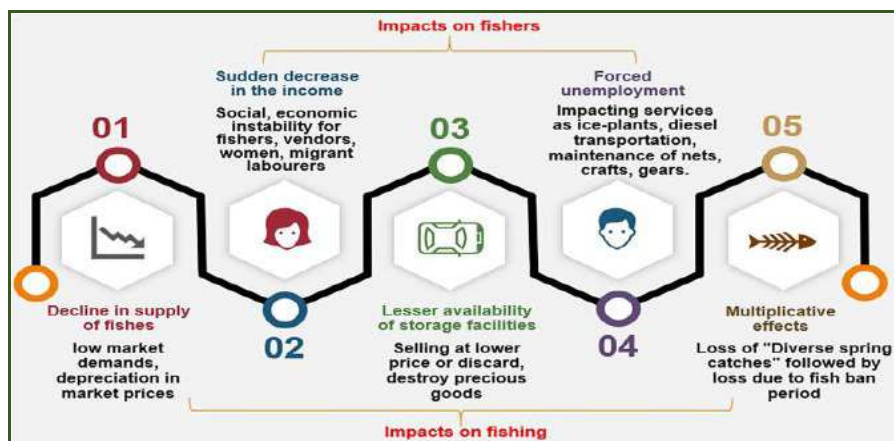 Impacts on fishers
Sudden decrease
in the income
Social, economic
instability for
fishers, vendors,
women, migrant
labourers
Forced
unemployment
Impacting services
as ice-plants, diesel
transportation,
maintenance of nets,
crafts, gears.
01
03
05
Decline in supply
of fishes
low market
demands,
depreciation in
market prices
02
Lesser availability
of storage facilities
Selling at lower
price or discard,
destroy precious
goods
04
Multiplicative
effects
Loss of "Diverse spring
catches" followed by
loss due to fish ban
period
Impacts on fishing